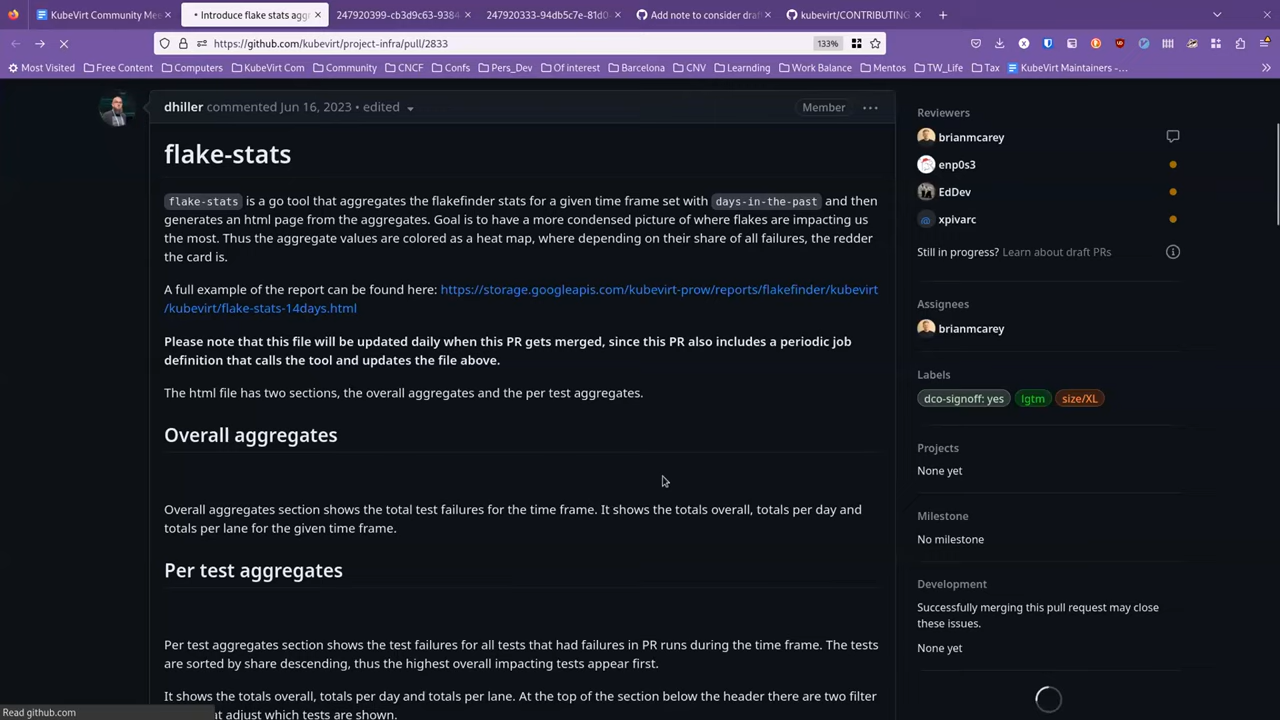 KubeVirt Community Mee
Introduce flake stats agg
247920399-cb3d9c63-9384
247920333-94db5c7e-81d0
Add note to consider draf
kubevirt/CONTRIBUTING
https://github.com/kubevirt/project-infra/pull/2833
133%
Most Visited
Free Content
Computers
KubeVirt Com
Community
CNCF
Confs
Pers_Dev
Of interest
Barcelona
CNV
Learnding
Work Balance
Mentos
TW_Life
Tax
KubeVirt Maintainers -…
dhiller commented Jun 16, 2023 • edited
Member
flake-stats
flake-stats is a go tool that aggregates the flakefinder stats for a given time frame set with days-in-the-past and then
generates an html page from the aggregates. Goal is to have a more condensed picture of where flakes are impacting us
the most. Thus the aggregate values are colored as a heat map, where depending on their share of all failures, the redder
the card is.
A full example of the report can be found here: https://storage.googleapis.com/kubevirt-prow/reports/flakefinder/kubevirt
/kubevirt/flake-stats-14days.html
Please note that this file will be updated daily when this PR gets merged, since this PR also includes a periodic job
definition that calls the tool and updates the file above.
The html file has two sections, the overall aggregates and the per test aggregates.
Overall aggregates
Overall aggregates section shows the total test failures for the time frame. It shows the totals overall, totals per day and
totals per lane for the given time frame.
Per test aggregates
Per test aggregates section shows the test failures for all tests that had failures in PR runs during the time frame. The tests
are sorted by share descending, thus the highest overall impacting tests appear first.
It shows the totals overall, totals per day and totals per lane. At the top of the section below the header there are two filter
at adjust which tests are shown.
Read github.com
Reviewers
brianmcarey
enp0s3
EdDev
xpivarc
Still in progress? Learn about draft PRs
Assignees
brianmcarey
Labels
dco-signoff: yes
lgtm
size/XL
Projects
None yet
Milestone
No milestone
Development
Successfully merging this pull request may close
these issues.
None yet